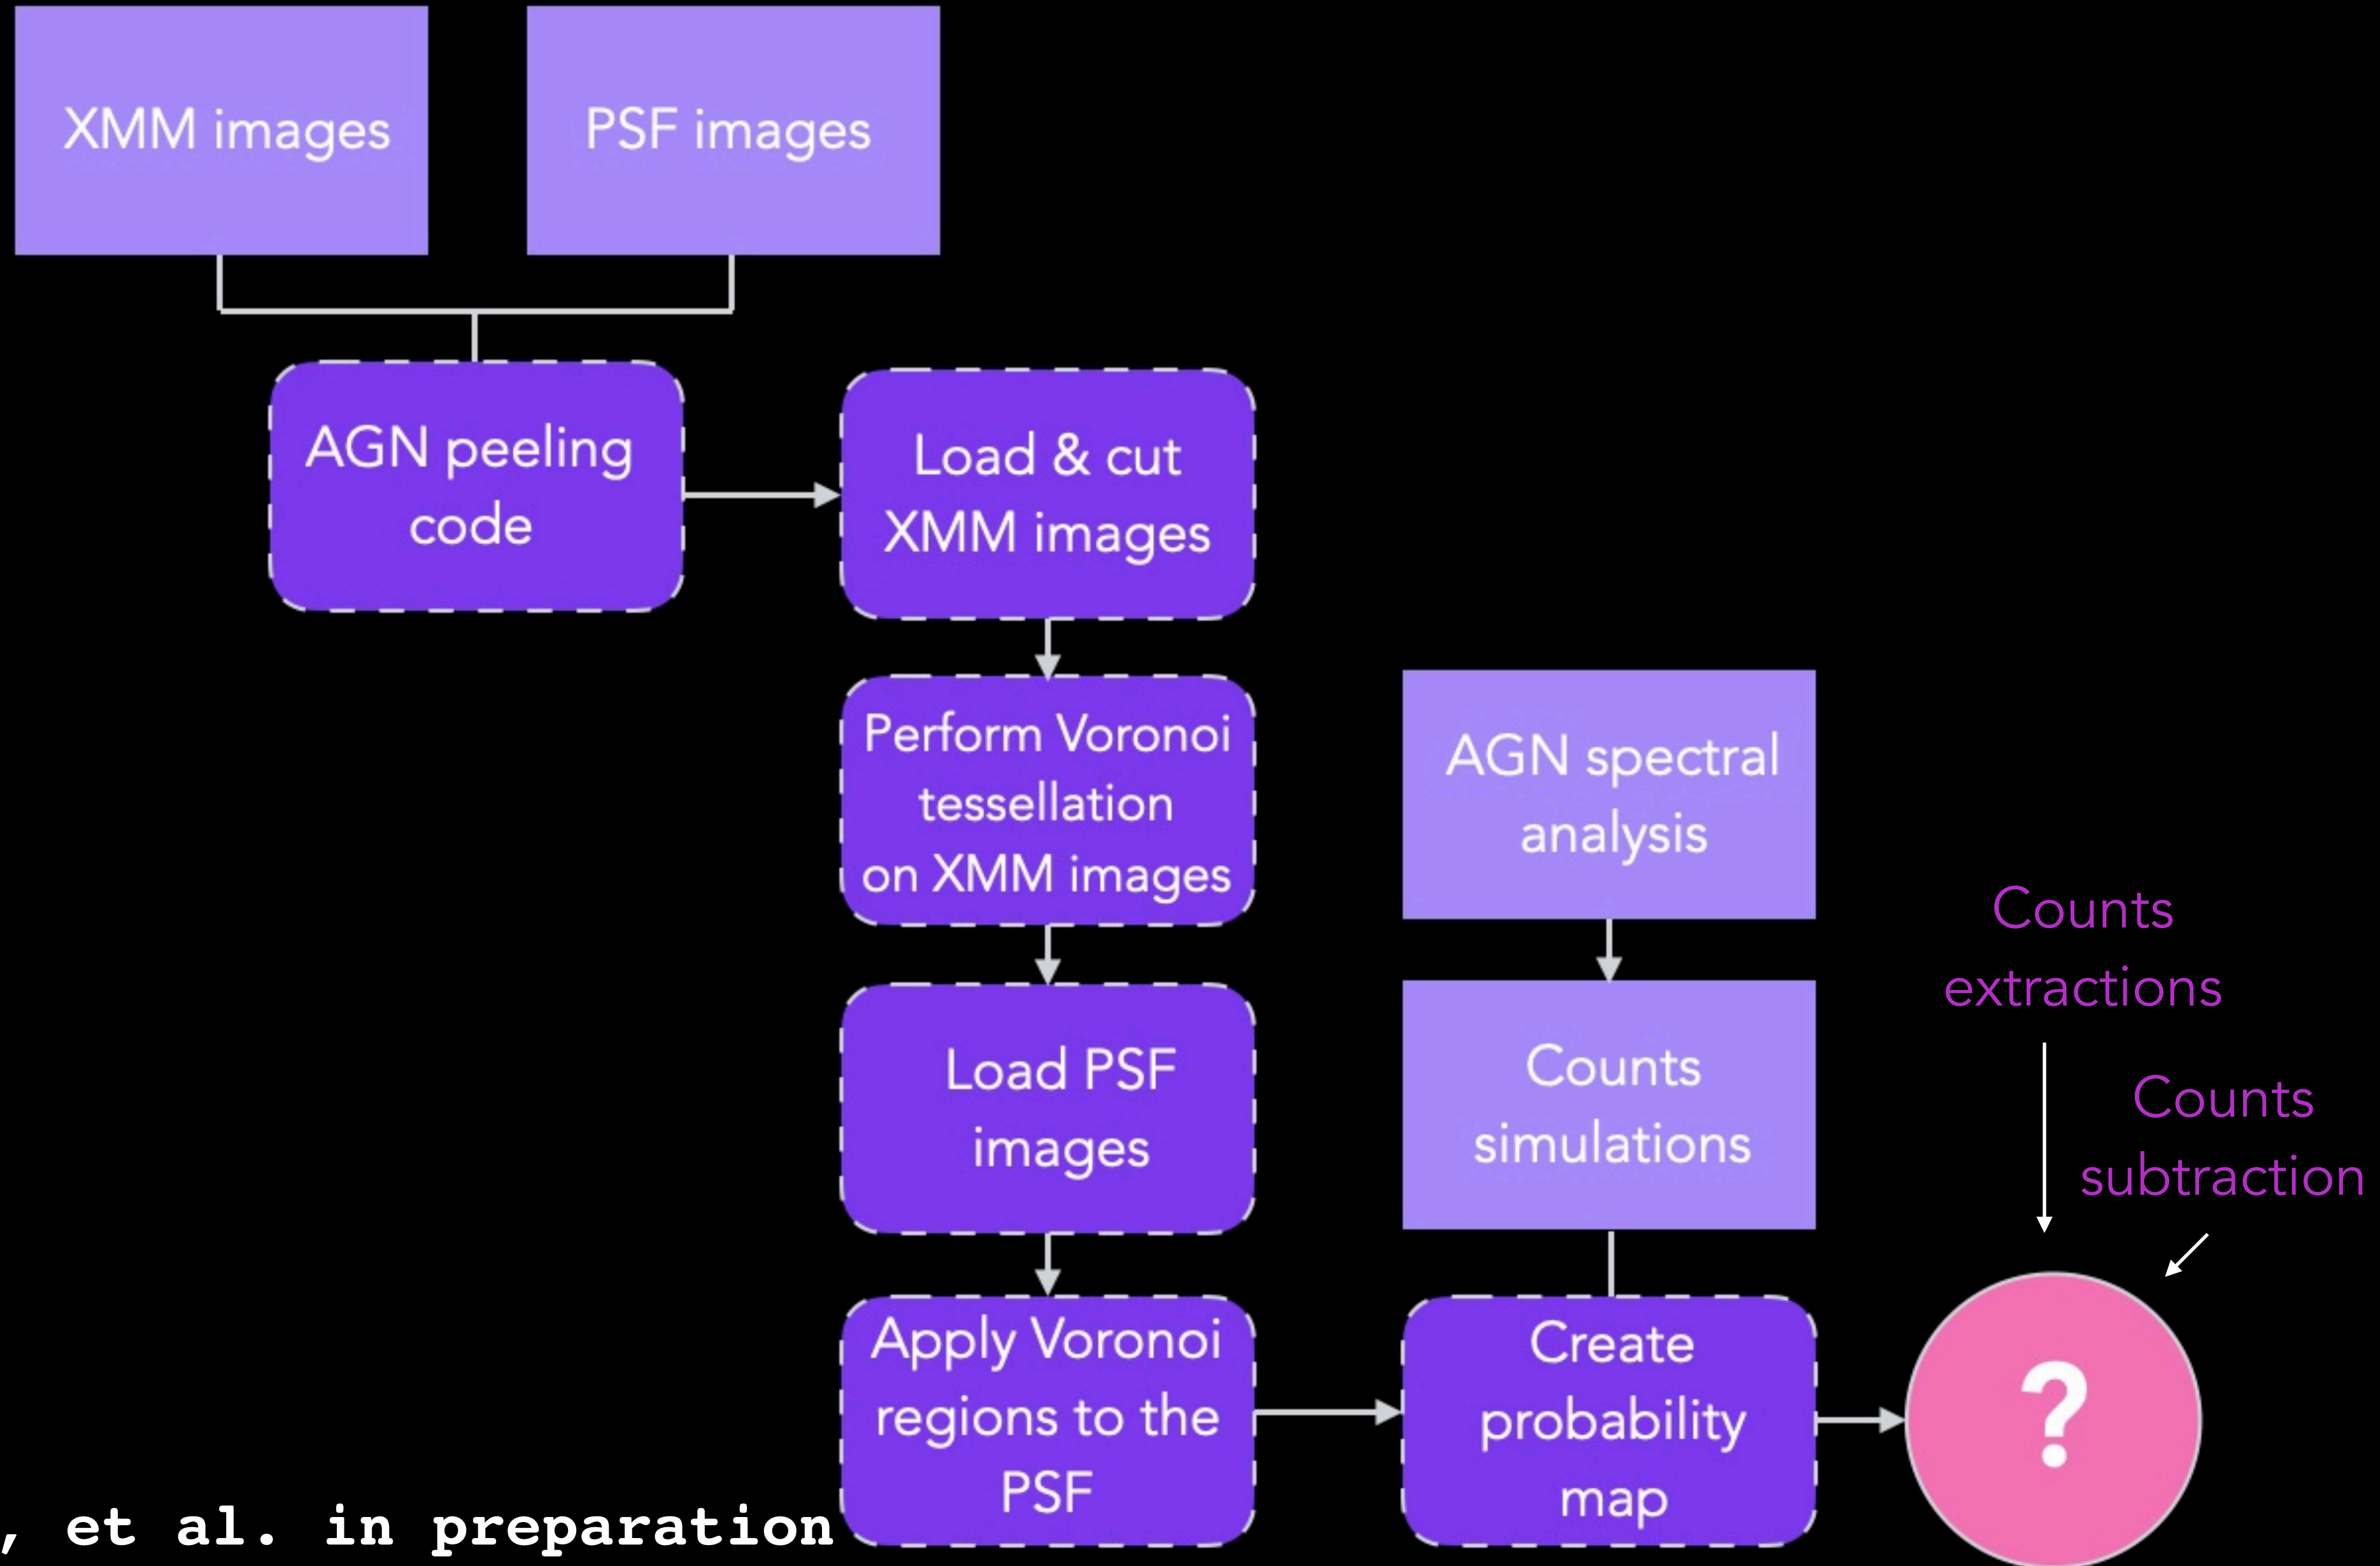 XMM images
PSF images
AGN peeling
code
Load & cut
XMM images
Perform Voronoi
tessellation
on XMM images
AGN spectral
analysis
Counts
extractions
Load PSF
images
Counts
simulations
Counts
subtraction
Apply Voronoi
regions to the
PSF
Create
probability
map
?
, et al. in preparation